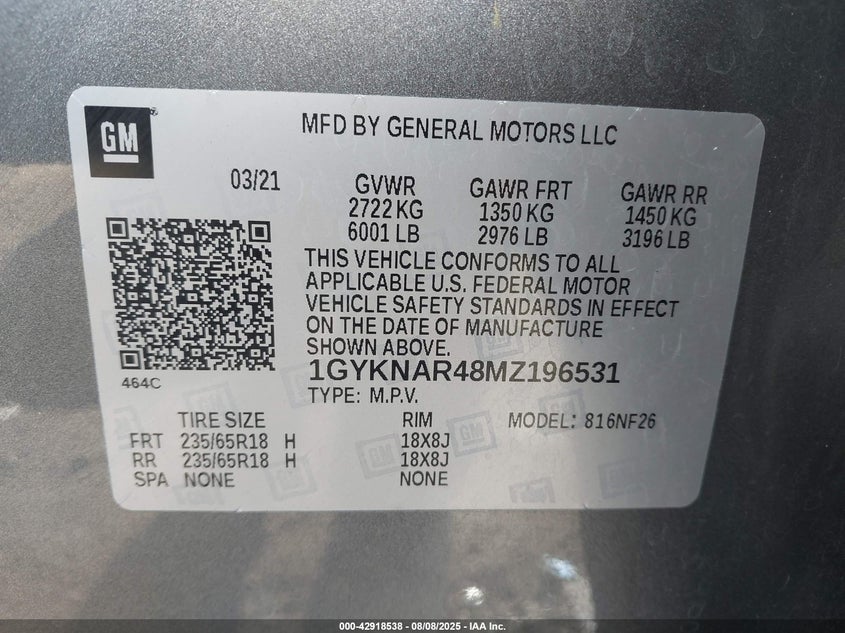 GM
MFD BY GENERAL MOTORS LLC
03/21
GVWR GAWR FRT GAWR RR
2722 KG 1350 KG 1450 KG
6001 LB 2976 LB 3196 LB
THIS VEHICLE CONFORMS TO ALL
APPLICABLE U.S. FEDERAL MOTOR
VEHICLE SAFETY STANDARDS IN EFFECT
ON THE DATE OF MANUFACTURE
SHOWN ABOVE.
464C
1GYKNAR48MZ196531
TYPE: M.P.V.
TIRE SIZE RIM MODEL: 816NF26
FRT 235/65R18 H 18X8J
RR 235/65R18 H 18X8J
SPA NONE NONE
000-42918538 - 08/08/2025 - IAA Inc.